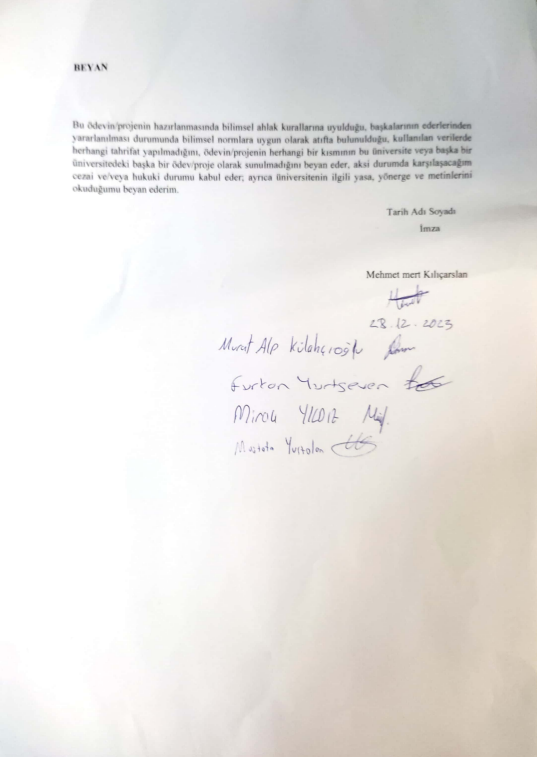 BEYAN
Bu ödevin/projenin hazırlanmasında bilimsel ahlak kurallarına uyulduğu, başkalarının ederlerinden
yararlanılması durumunda bilimsel normlara uygun olarak atıfta bulunulduğu, kullanılan verilerde
herhangi tahrifat yapılmadığını, ödevin/projenin herhangi bir kısmının bu üniversite veya başka bir
üniversitedeki başka bir ödev/proje olarak sunulmadığını beyan eder, aksi durumda karşılaşacağım
cezai ve/veya hukuki durumu kabul eder; ayrıca üniversitenin ilgili yasa, yönerge ve metinlerini
okuduğumu beyan ederim.
Tarih Adı Soyadı
İmza
Mehmet mert Kılıçarslan
28.12.2023
Murat Alp Külahçıoğlu
Furkan Yurtseven
YILDIZ
Mustafa